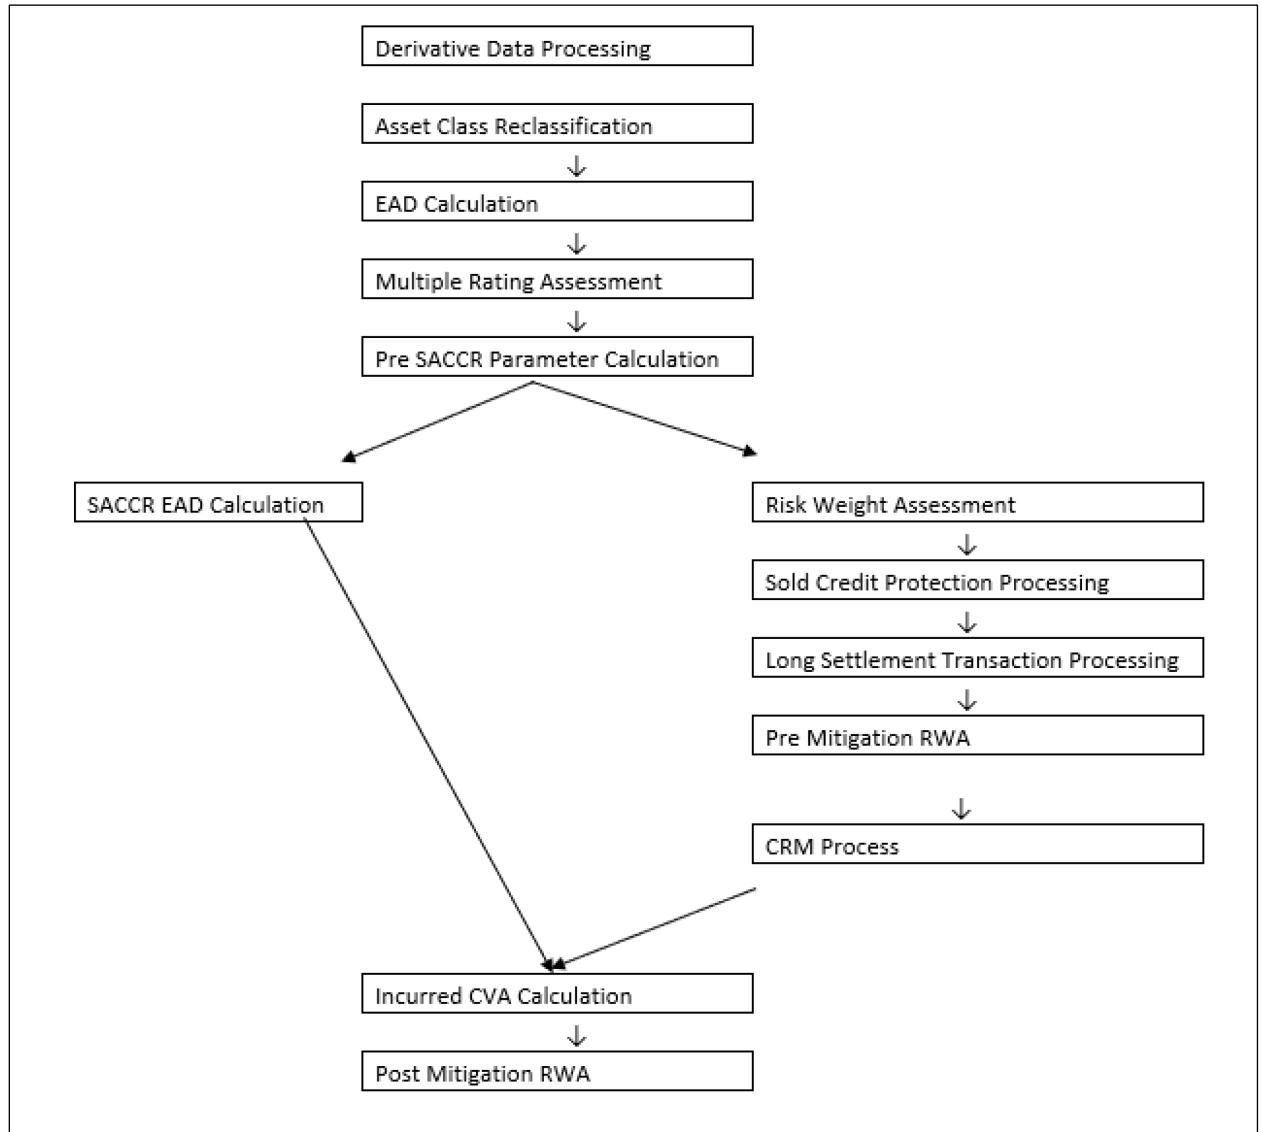 Derivative Data Processing
Asset Class Reclassification
EAD Calculation
Multiple Rating Assessment
Pre SACCR Parameter Calculation
SACCR EAD Calculation
Risk Weight Assessment
Sold Credit Protection Processing
Long Settlement Transaction Processing
Pre Mitigation RWA
CRM Process
Incurred CVA Calculation
Post Mitigation RWA